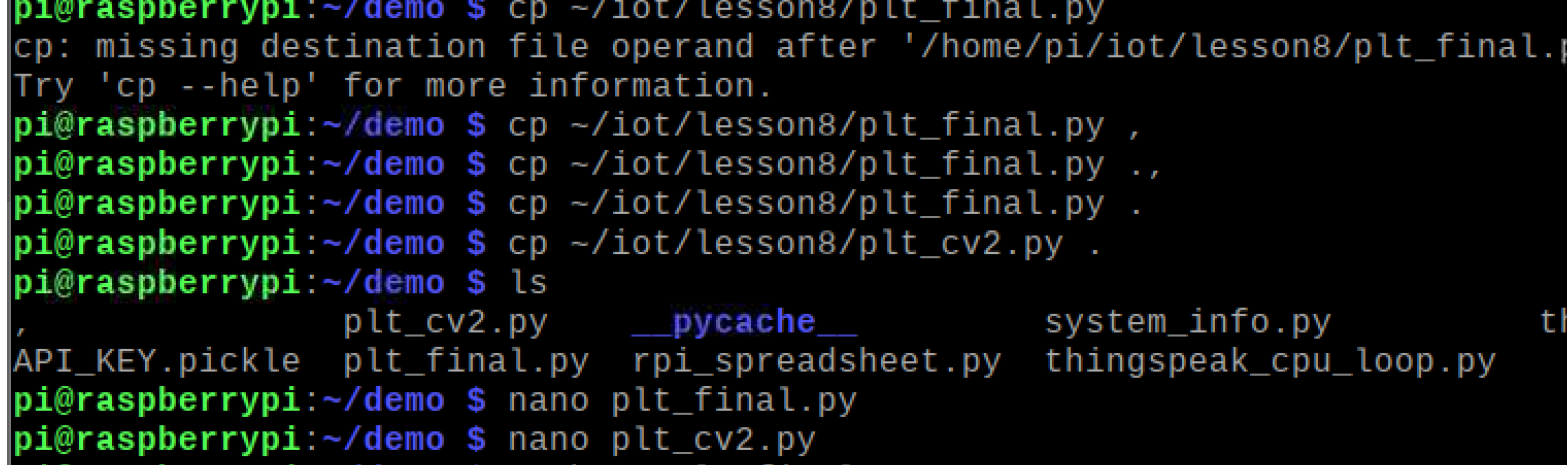 pi@raspberrypi:~/demo $ cp ~/iot/lesson8/plt_final.py
cp: missing destination file operand after '/home/pi/iot/lesson8/plt_final.p
Try 'cp --help' for more information.
pi@raspberrypi:~/demo $ cp ~/iot/lesson8/plt_final.py ,
pi@raspberrypi:~/demo $ cp ~/iot/lesson8/plt_final.py .,
pi@raspberrypi:~/demo $ cp ~/iot/lesson8/plt_final.py .
pi@raspberrypi:~/demo $ cp ~/iot/lesson8/plt_cv2.py .
pi@raspberrypi:~/demo $ ls
, plt_cv2.py __pycache__ system_info.py th
API_KEY.pickle plt_final.py rpi_spreadsheet.py thingspeak_cpu_loop.py
pi@raspberrypi:~/demo $ nano plt_final.py
pi@raspberrypi:~/demo $ nano plt_cv2.py